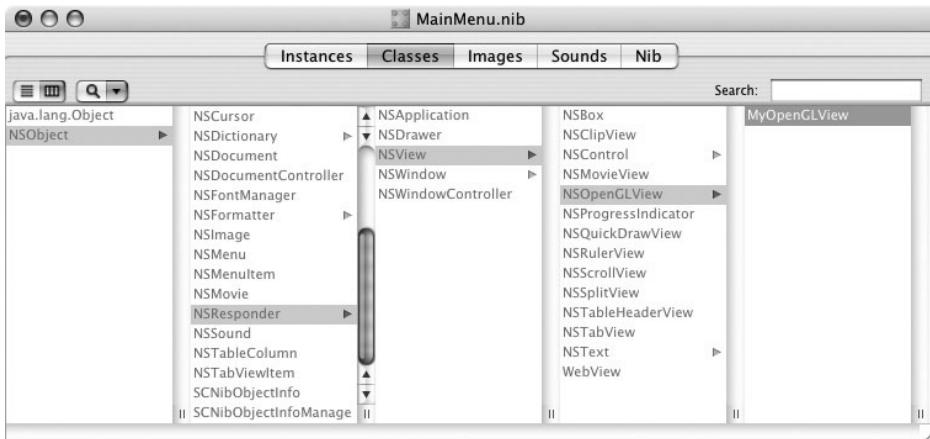 MainMenu.nib
Instances Classes Images Sounds Nib
Search:
java.lang.Object
NSObject
NSCursor
NSDictionary
NSDocument
NSDocumentController
NSFontManager
NSFormatter
NSImage
NSMenu
NSMenuItem
NSMovie
NSResponder
NSSound
NSTableColumn
NSTabViewItem
SCNibObjectInfo
SCNibObjectInfoManage
NSApplication
NSDrawer
NSView
NSWindow
NSWindowController
NSBox
NSClipView
NSControl
NSMovieView
NSOpenGLView
NSProgressIndicator
NSQuickDrawView
NSRulerView
NSScrollView
NSSplitView
NSTableHeaderView
NSTabView
NSText
WebView
MyOpenGLView